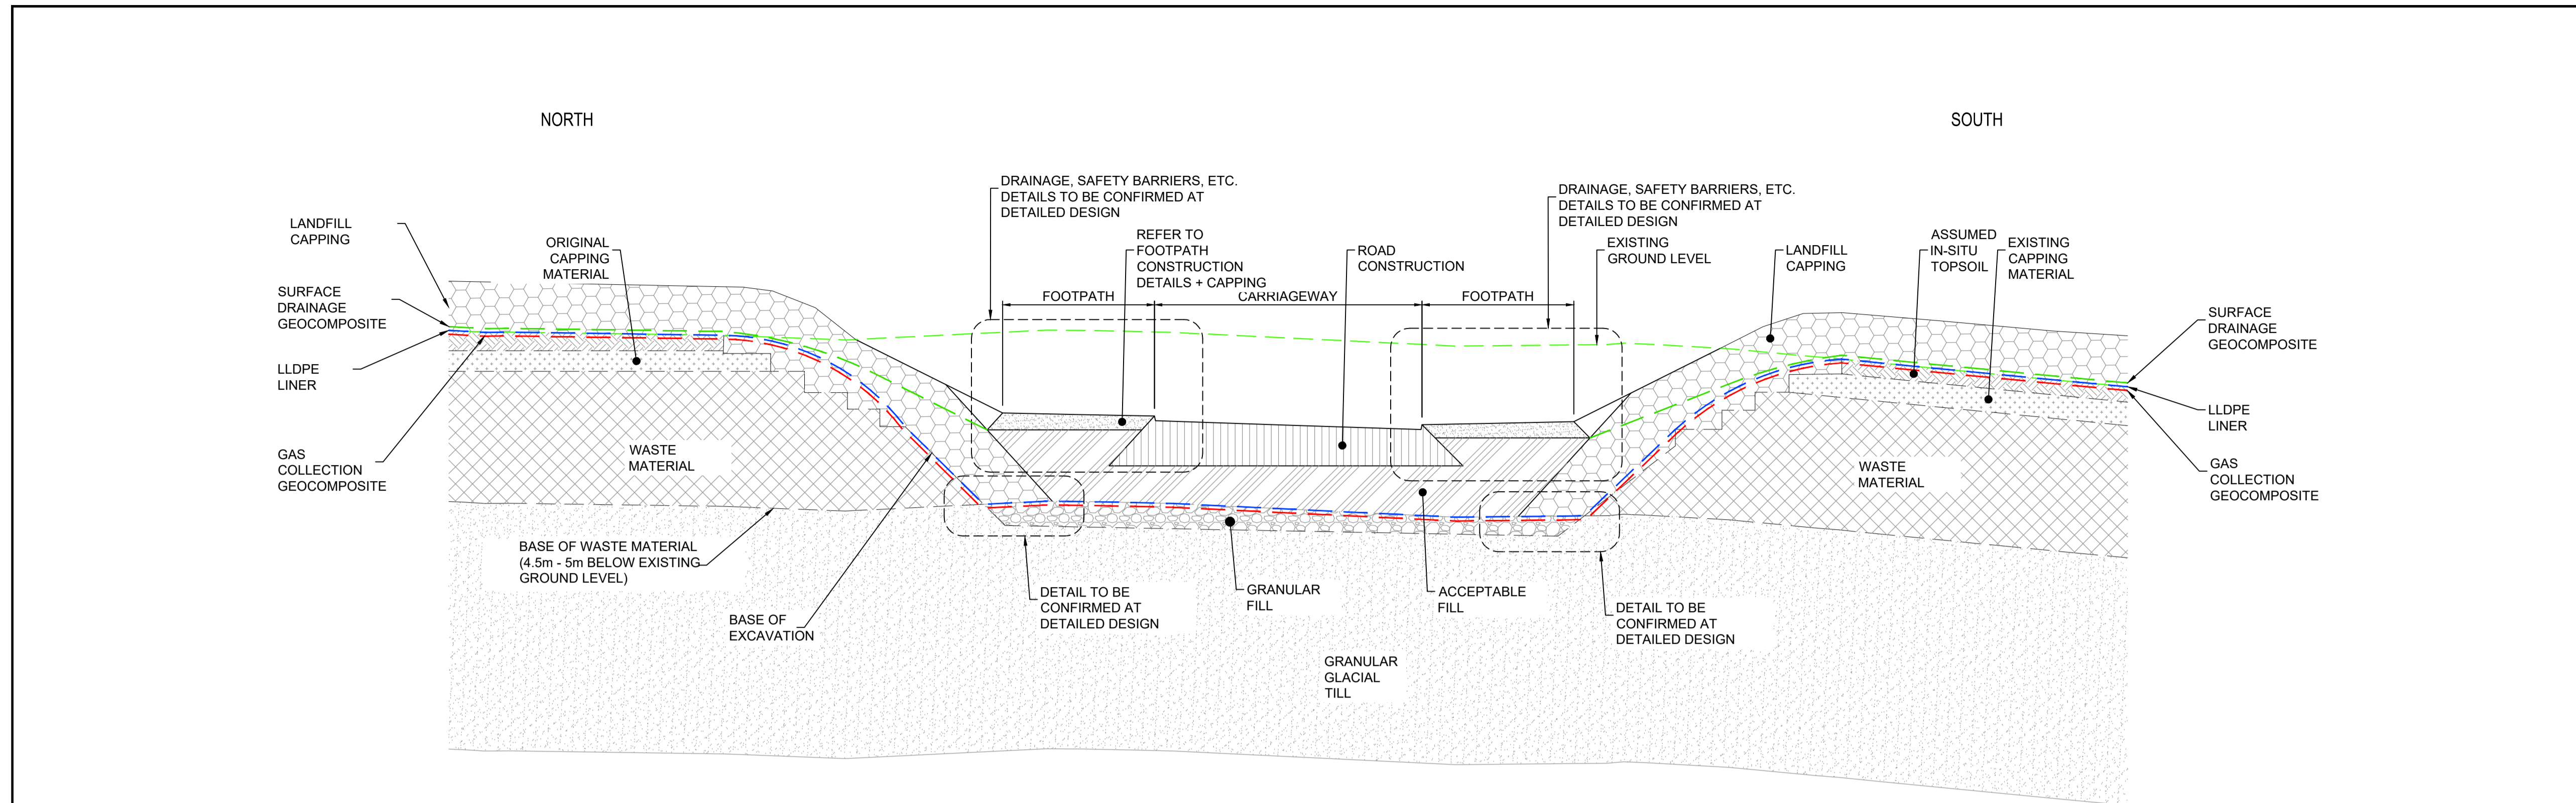 NORTH
SOUTH
DRAINAGE, SAFETY BARRIERS, ETC.
DETAILS TO BE CONFIRMED AT
DETAILED DESIGN
DRAINAGE, SAFETY BARRIERS, ETC.
DETAILS TO BE CONFIRMED AT
DETAILED DESIGN
LANDFILL
CAPPING
ORIGINAL
CAPPING
MATERIAL
REFER TO
FOOTPATH
CONSTRUCTION
DETAILS + CAPPING
ROAD
CONSTRUCTION
EXISTING
GROUND LEVEL
LANDFILL
CAPPING
ASSUMED
IN-SITU
TOPSOIL
EXISTING
CAPPING
MATERIAL
SURFACE
DRAINAGE
GEOCOMPOSITE
FOOTPATH
CARRIAGEWAY
FOOTPATH
SURFACE
DRAINAGE
GEOCOMPOSITE
LLDPE
LINER
LLDPE
LINER
GAS
COLLECTION
GEOCOMPOSITE
WASTE
MATERIAL
WASTE
MATERIAL
GAS
COLLECTION
GEOCOMPOSITE
BASE OF WASTE MATERIAL
(4.5m - 5m BELOW EXISTING
GROUND LEVEL)
BASE OF
EXCAVATION
DETAIL TO BE
CONFIRMED AT
DETAILED DESIGN
GRANULAR
FILL
ACCEPTABLE
FILL
DETAIL TO BE
CONFIRMED AT
DETAILED DESIGN
GRANULAR
GLACIAL
TILL